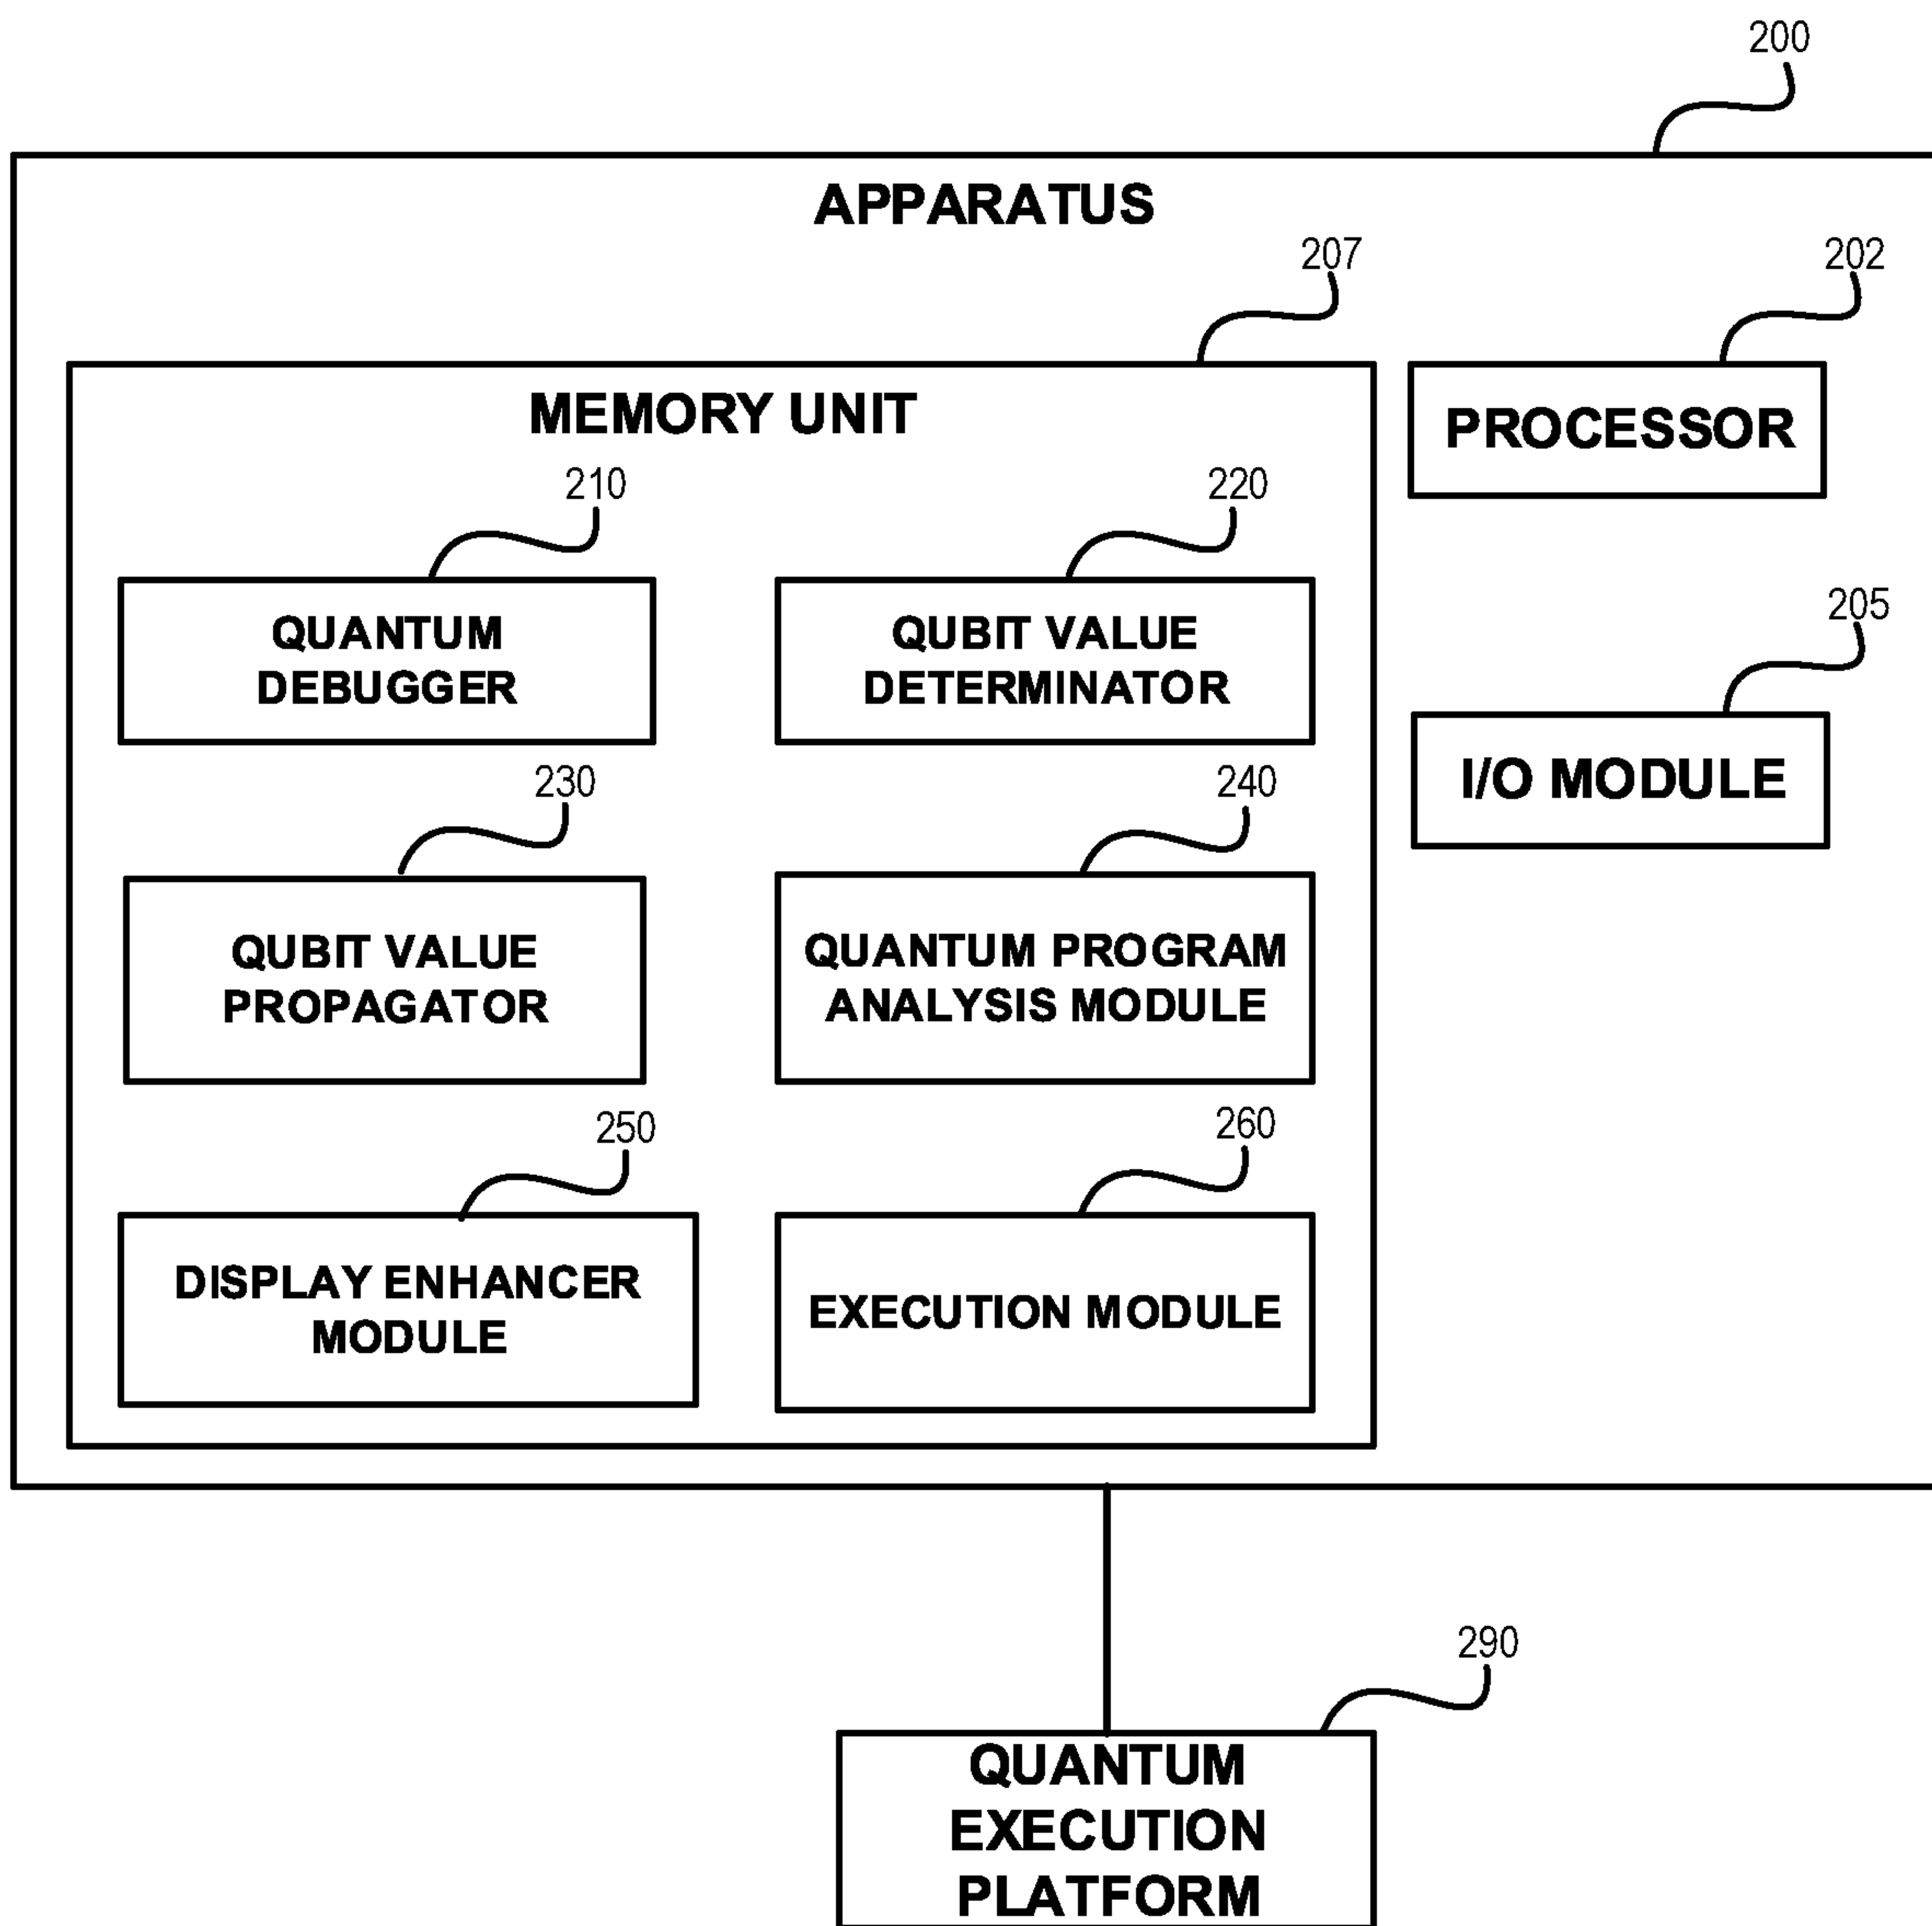 200
APPARATUS
207
202
MEMORY UNIT
PROCESSOR
210
220
QUANTUM
DEBUGGER
QUBIT VALUE
DETERMINATOR
205
I/O MODULE
230
240
QUBIT VALUE
PROPAGATOR
QUANTUM PROGRAM
ANALYSIS MODULE
250
260
DISPLAY ENHANCER
MODULE
EXECUTION MODULE
290
QUANTUM
EXECUTION
PLATFORM